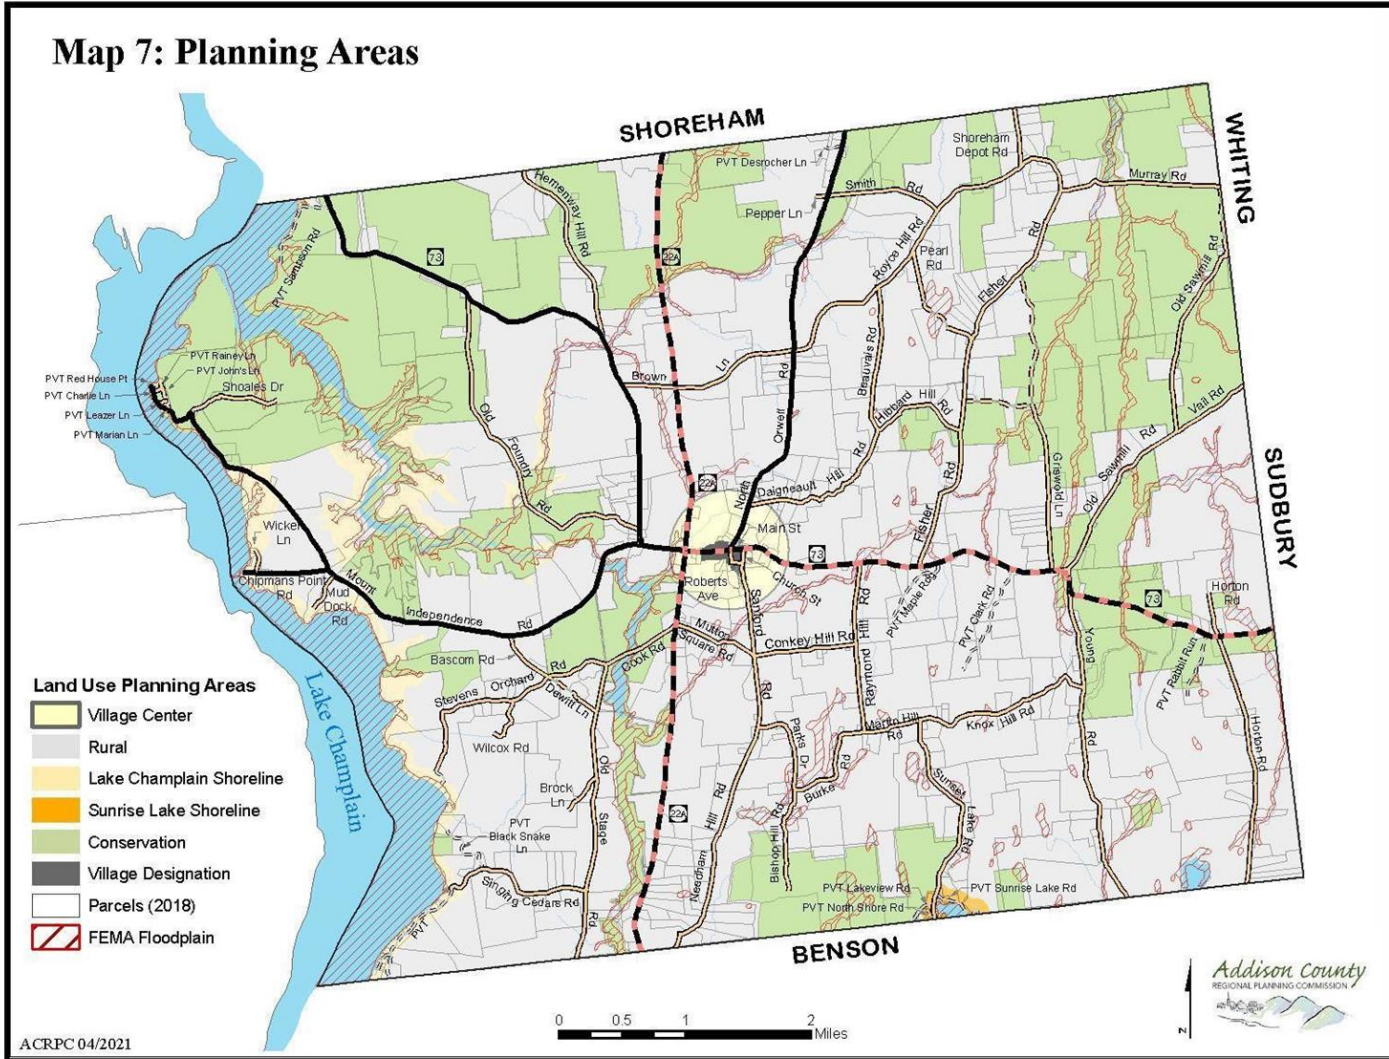 Map 7: Planning Areas
SHOREHAM
WHITING
SUDBURY
BENSON
Lake Champlain
PVT Desrocher Ln
Shoreham
Depot Rd
Murray Rd
Smith Rd
Pepper Ln
Hemenway Hill Rd
22A
73
PVT Sampson Rd
Royce Hill Rd
Pearl
Rd
Fisher Rd
Old Sawmill Rd
PVT Rainey Ln
PVT John's Ln
PVT Red House Pt
PVT Charlie Ln
Shoales Dr
PVT Leazer Ln
PVT Marian Ln
Brown Ln
Beauvais Rd
Hibbard Hill Rd
Vail Rd
Old Foundry Rd
North Orwell Rd
Daigneault Hill Rd
Griswold Ln
Old Sawmill Rd
22A
Fisher Rd
Main St
73
Wicker
Ln
Chipmans Point
Rd
Mud
Dock
Rd
Mount Independence Rd
Roberts
Ave
Church St
PVT Maple Rdg
PVT Clark Rd
73
Horton
Rd
Sanford Rd
Mutton
Square Rd
Conkey Hill Rd
Raymond Hill Rd
Young Rd
PVT Rabbit Run
Cook Rd
Bascom Rd
Stevens Orchard Rd
Dewitt Ln
Wilcox Rd
Parks Dr
Martin Hill
Rd
Knox Hill Rd
Horton Rd
Brock
Ln
Old Stage Rd
Burke Rd
Sunset Lake Rd
22A
Needham Hill Rd
Bishop Hill Rd
PVT
Black Snake
Ln
Singing Cedars Rd
PVT
PVT Lakeview Rd
PVT Sunrise Lake Rd
PVT North Shore Rd
Land Use Planning Areas
Village Center
Rural
Lake Champlain Shoreline
Sunrise Lake Shoreline
Conservation
Village Designation
Parcels (2018)
FEMA Floodplain
0 0.5 1 2
Miles
N
Addison County
REGIONAL PLANNING COMMISSION
ACRPC 04/2021